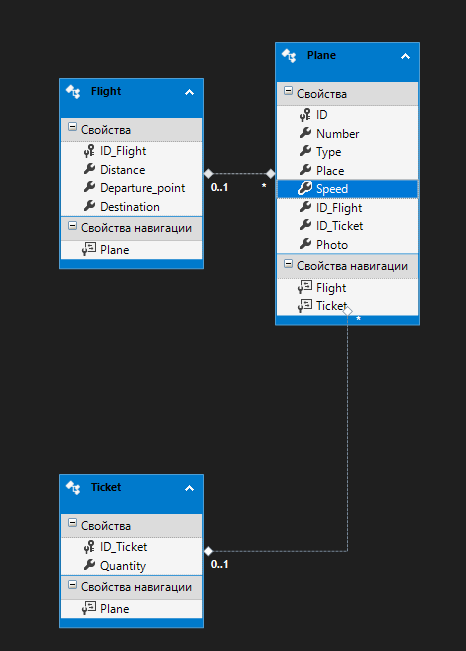 Flight
Свойства
ID_Flight
Distance
Departure_point
Destination
Свойства навигации
Plane
0..1
*
Plane
Свойства
ID
Number
Type
Place
Speed
ID_Flight
ID_Ticket
Photo
Свойства навигации
Flight
Ticket
*
Ticket
Свойства
ID_Ticket
Quantity
Свойства навигации
Plane
0..1